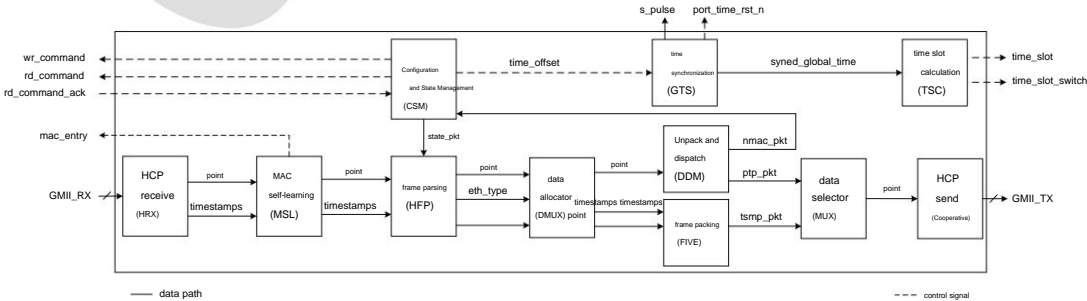 s_pulse
port_time_rst_n
wr_command
rd_command
rd_command_ack
mac_entry
Configuration
and State Management
(CSM)
time_offset
time
synchronization
(GTS)
syned_global_time
time slot
calculation
(TSC)
time_slot
time_slot_switch
state_pkt
nmac_pkt
GMII_RX
HCP
receive
(HRX)
point
timestamps
MAC
self-learning
(MSL)
point
timestamps
frame parsing
(HFP)
point
eth_type
data
allocator
(DMUX) point
point
timestamps timestamps
Unpack and
dispatch
(DDM)
ptp_pkt
frame packing
(FIVE)
tsmp_pkt
data
selector
(MUX)
point
HCP
send
(Cooperative)
GMII_TX
data path
control signal